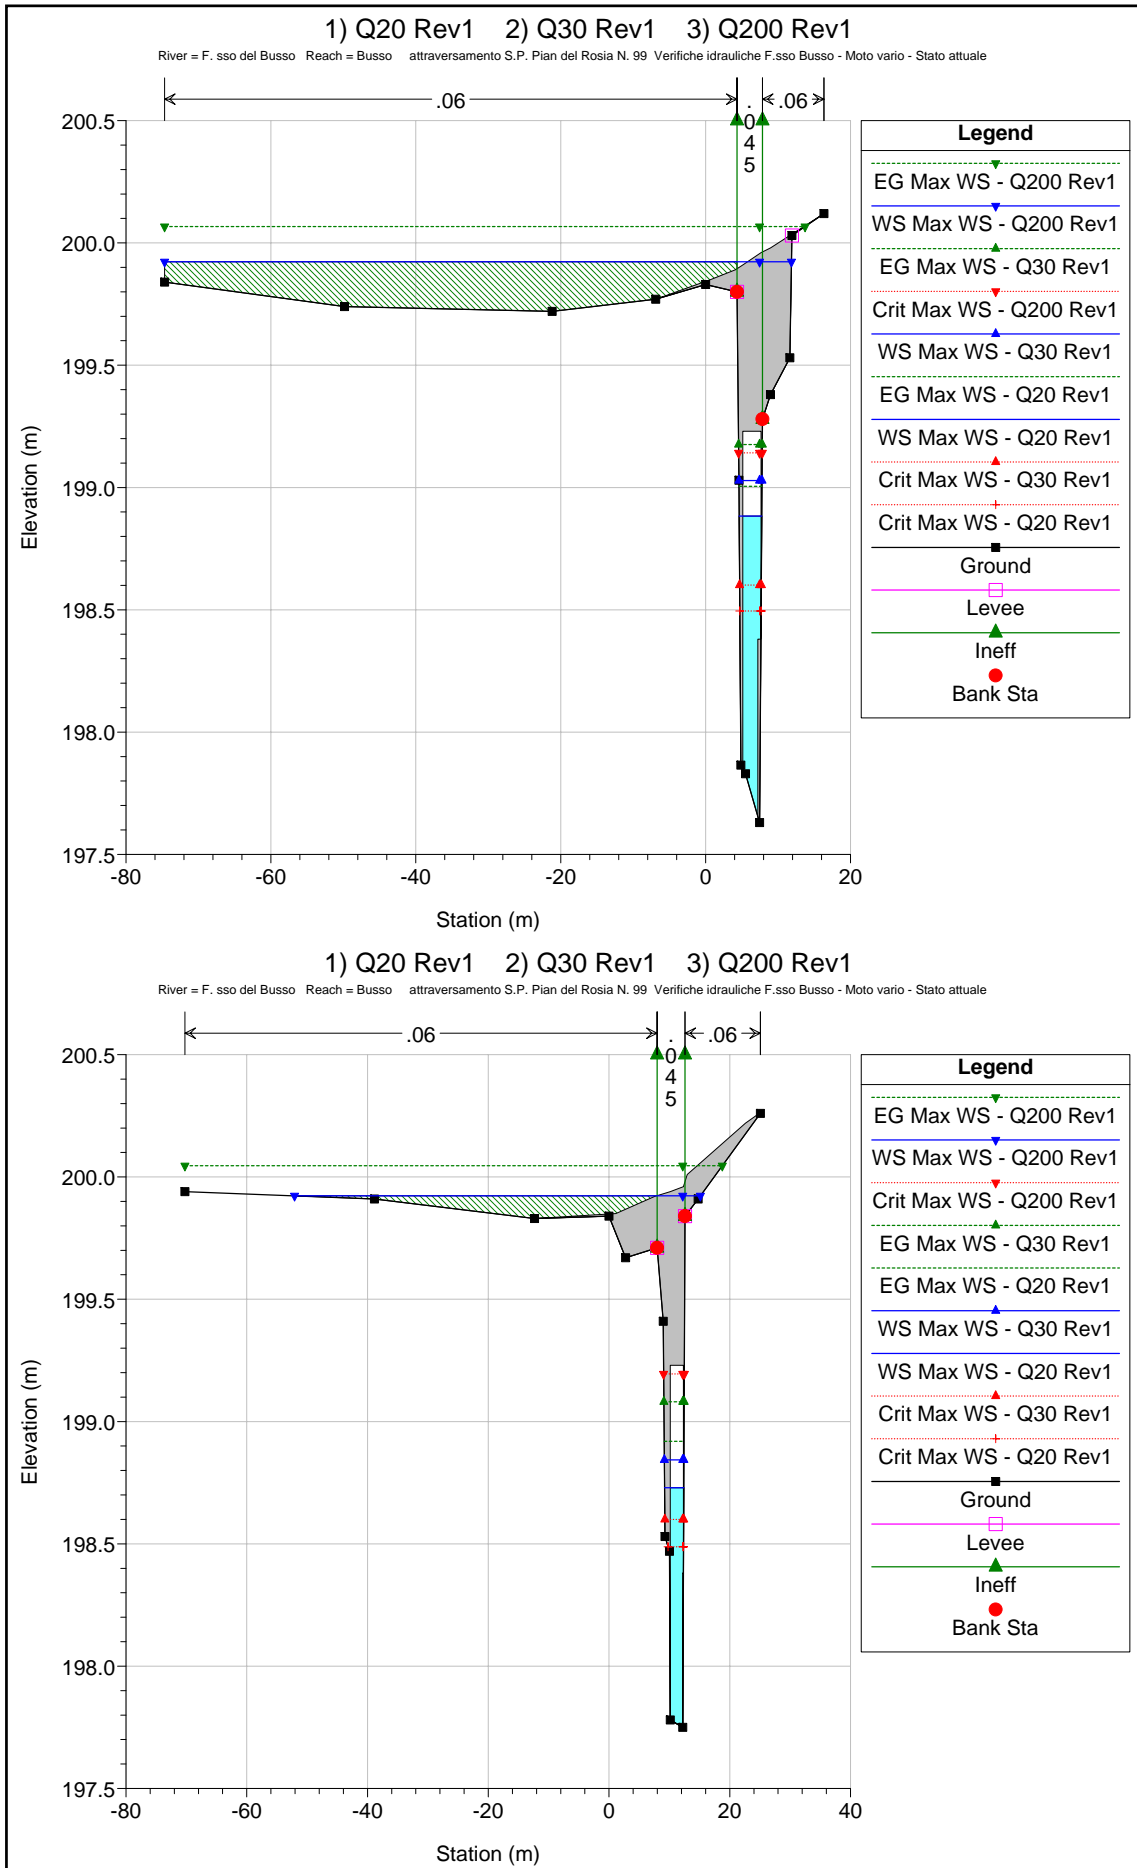 1) Q20 Rev1 2) Q30 Rev1 3) Q200 Rev1
River = F. sso del Busso Reach = Busso attraversamento S.P. Pian del Rosia N. 99 Verifiche idrauliche F.sso Busso - Moto vario - Stato attuale
.06
.045
.06
200.5
200.0
199.5
199.0
198.5
198.0
197.5
-80
-60
-40
-20
0
20
Station (m)
Elevation (m)
Legend
EG Max WS - Q200 Rev1
WS Max WS - Q200 Rev1
EG Max WS - Q30 Rev1
Crit Max WS - Q200 Rev1
WS Max WS - Q30 Rev1
EG Max WS - Q20 Rev1
WS Max WS - Q20 Rev1
Crit Max WS - Q30 Rev1
Crit Max WS - Q20 Rev1
Ground
Levee
Ineff
Bank Sta
1) Q20 Rev1 2) Q30 Rev1 3) Q200 Rev1
River = F. sso del Busso Reach = Busso attraversamento S.P. Pian del Rosia N. 99 Verifiche idrauliche F.sso Busso - Moto vario - Stato attuale
.06
.045
.06
200.5
200.0
199.5
199.0
198.5
198.0
197.5
-80
-60
-40
-20
0
20
40
Station (m)
Elevation (m)
Legend
EG Max WS - Q200 Rev1
WS Max WS - Q200 Rev1
Crit Max WS - Q200 Rev1
EG Max WS - Q30 Rev1
EG Max WS - Q20 Rev1
WS Max WS - Q30 Rev1
WS Max WS - Q20 Rev1
Crit Max WS - Q30 Rev1
Crit Max WS - Q20 Rev1
Ground
Levee
Ineff
Bank Sta